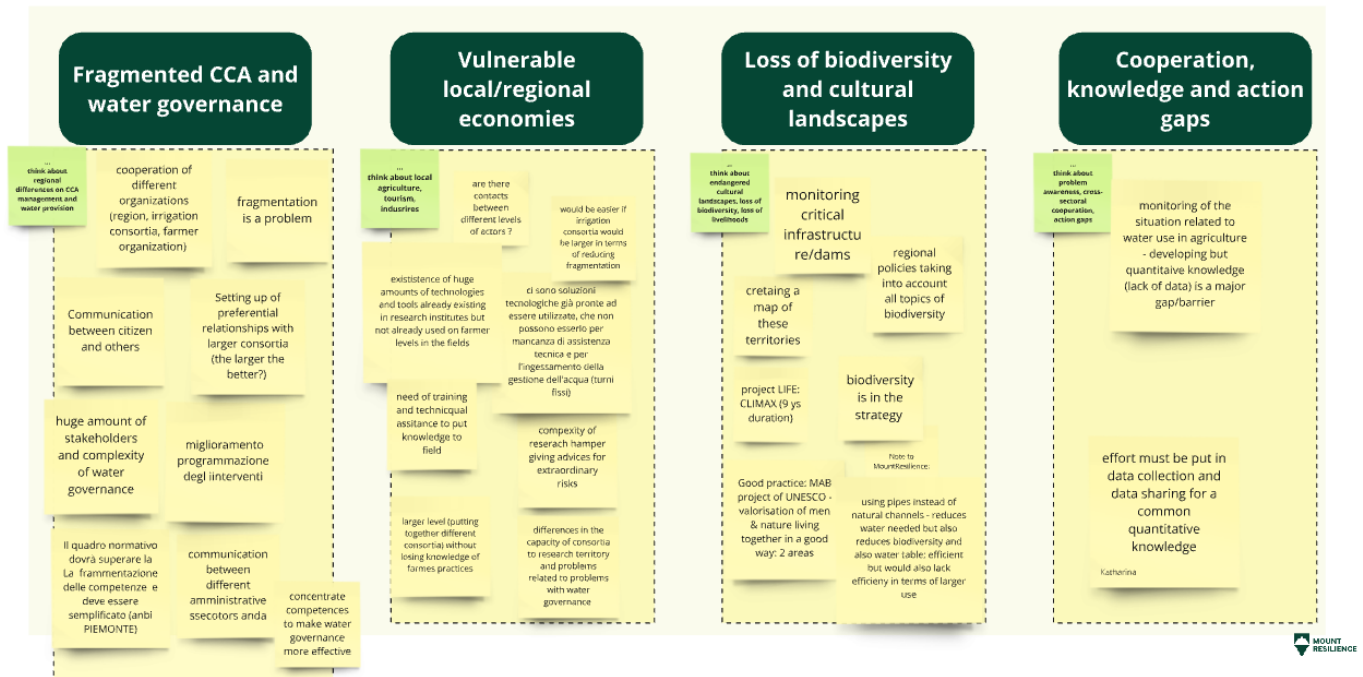 Fragmented CCA and
water governance
...
think about
regional
differences on CCA
management and
water provision
cooperation of
different
organizations
(region, irrigation
consortia, farmer
organization)
fragmentation
is a problem
Communication
between citizen
and others
Setting up of
preferential
relationships with
larger consortia
(the larger the
better?)
huge amount of
stakeholders
and complexity
of water
governance
miglioramento
programmazione
degl iinterventi
Il quadro normativo
dovrà superare la
La frammentazione
delle competenze e
deve essere
semplificato (anbi
PIEMONTE)
communication
between
different
amministrative
ssecotors anda
concentrate
competences
to make water
governance
more effective
Vulnerable
local/regional
economies
...
think about local
agriculture,
tourism,
indusrires
are there
contacts
between
different levels
of actors ?
would be easier if
irrigation
consortia would
be larger in terms
of reducing
fragmentation
exististence of huge
amounts of technologies
and tools already existing
in research institutes but
not already used on farmer
levels in the fields
ci sono soluzioni
tecnologiche già pronte ad
essere utilizzate, che non
possono esserlo per
mancanza di assistenza
tecnica e per
l'ingessamento della
gestione dell'acqua (turni
fissi)
need of training
and technicqual
assitance to put
knowledge to
field
compexity of
reserach hamper
giving advices for
extraordinary
risks
larger level (putting
together different
consortia) without
losing knowledge of
farmes practices
differences in the
capacity of consortia
to research territory
and problems
related to problems
with water
governance
Loss of biodiversity
and cultural
landscapes
...
think about
endangered
cultural
landscapes, loss of
biodiversity, loss of
livelihoods
monitoring
critical
infrastructu
re/dams
regional
policies taking
into account
all topics of
biodiversity
cretaing a
map of
these
territories
project LIFE:
CLIMAX (9 ys
duration)
biodiversity
is in the
strategy
Note to
MountResilience:
Good practice: MAB
project of UNESCO -
valorisation of men
& nature living
together in a good
way: 2 areas
using pipes instead of
natural channels - reduces
water needed but also
reduces biodiversity and
also water table: efficient
but would also lack
efficieny in terms of larger
use
Cooperation,
knowledge and action
gaps
...
think about
problem
awareness, cross-
sectoral
cooperation,
action gaps
monitoring of the
situation related to
water use in agriculture
- developing but
quantitaive knowledge
(lack of data) is a major
gap/barrier
effort must be put in
data collection and
data sharing for a
common
quantitative
knowledge
Katharina
MOUNT
RESILIENCE